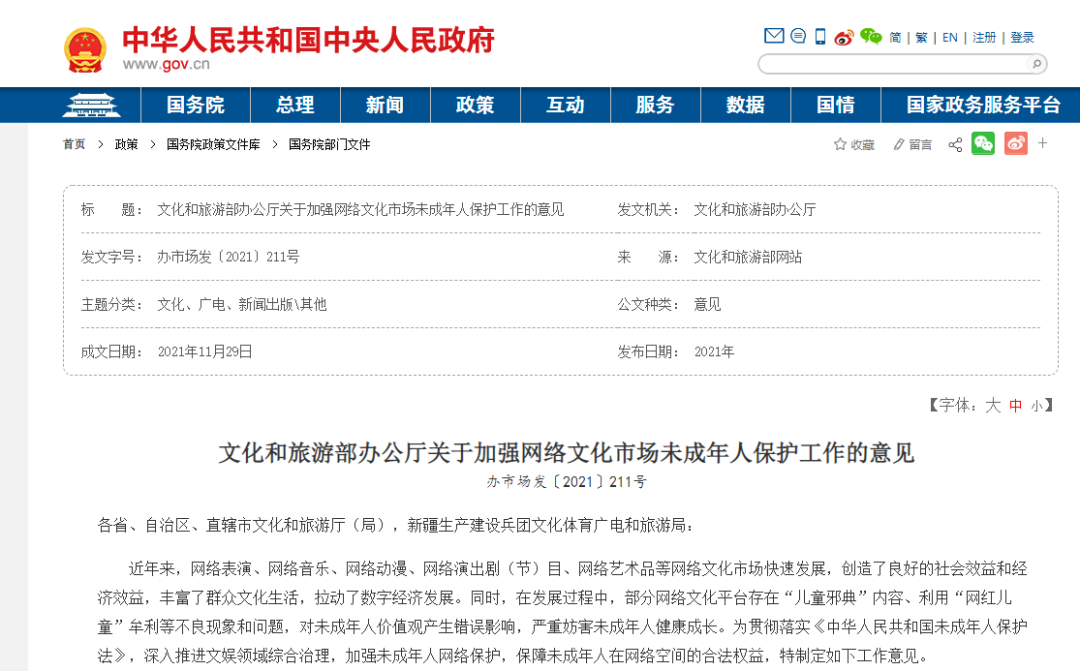 中华人民共和国中央人民政府
www.gov.cn
简 | 繁 | EN | 注册 | 登录
国务院 总理 新闻 政策 互动 服务 数据 国情 国家政务服务平台
首页 > 政策 > 国务院政策文件库 > 国务院部门文件
收藏 留言
标 题: 文化和旅游部办公厅关于加强网络文化市场未成年人保护工作的意见 发文机关: 文化和旅游部办公厅
发文字号: 办市场发〔2021〕211号 来 源: 文化和旅游部网站
主题分类: 文化、广电、新闻出版\其他 公文种类: 意见
成文日期: 2021年11月29日 发布日期: 2021年
【字体: 大 中 小】
文化和旅游部办公厅关于加强网络文化市场未成年人保护工作的意见
办市场发〔2021〕211号
各省、自治区、直辖市文化和旅游厅（局），新疆生产建设兵团文化体育广电和旅游局:
近年来，网络表演、网络音乐、网络动漫、网络演出剧（节）目、网络艺术品等网络文化市场快速发展，创造了良好的社会效益和经
济效益，丰富了群众文化生活，拉动了数字经济发展。同时，在发展过程中，部分网络文化平台存在“儿童邪典”内容、利用“网红儿
童”牟利等不良现象和问题，对未成年人价值观产生错误影响，严重妨害未成年人健康成长。为贯彻落实《中华人民共和国未成年人保护
法》，深入推进文娱领域综合治理，加强未成年人网络保护，保障未成年人在网络空间的合法权益，特制定如下工作意见。